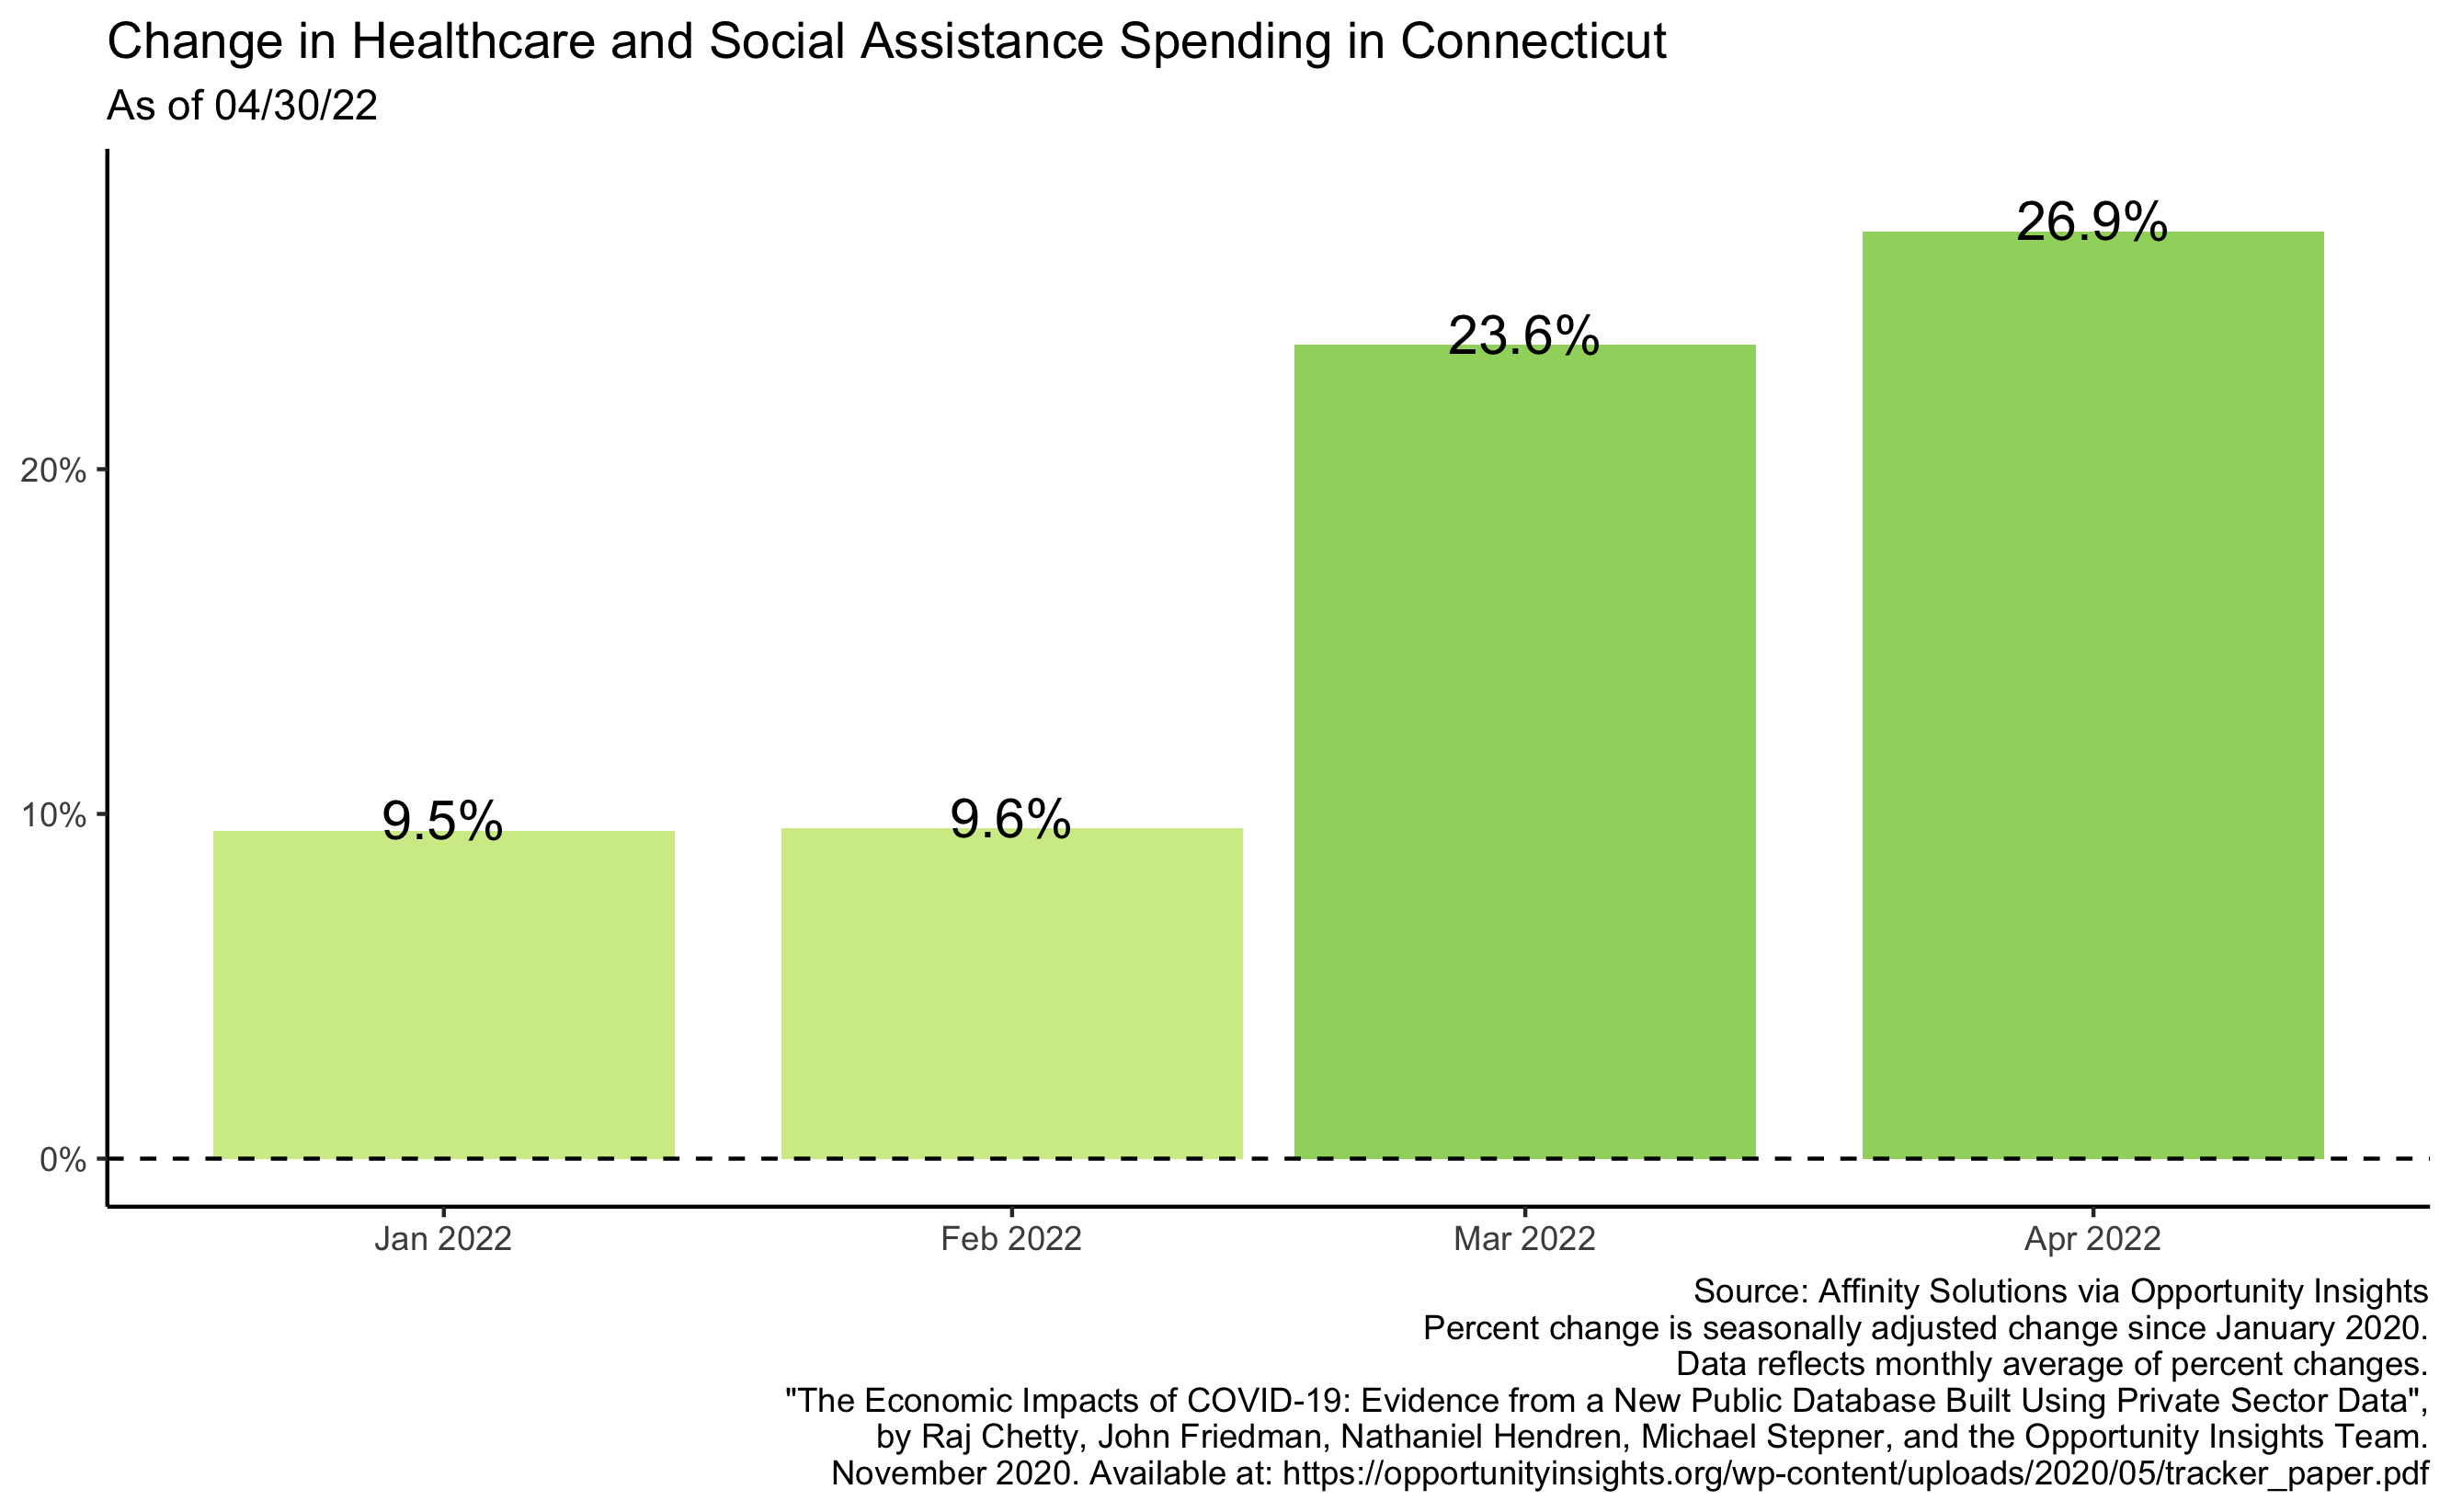 Change in Healthcare and Social Assistance Spending in Connecticut
As of 04/30/22
26.9%
23.6%
20%
9.5%
9.6%
10%
0%
Jan 2022
Feb 2022
Mar 2022
Apr 2022
Source: Affinity Solutions via Opportunity Insights
Percent change is seasonally adjusted change since January 2020.
Data reflects monthly average of percent changes.
"The Economic Impacts of COVID-19: Evidence from a New Public Database Built Using Private Sector Data",
by Raj Chetty, John Friedman, Nathaniel Hendren, Michael Stepner, and the Opportunity Insights Team.
November 2020. Available at: https://opportunityinsights.org/wp-content/uploads/2020/05/tracker_paper.pdf